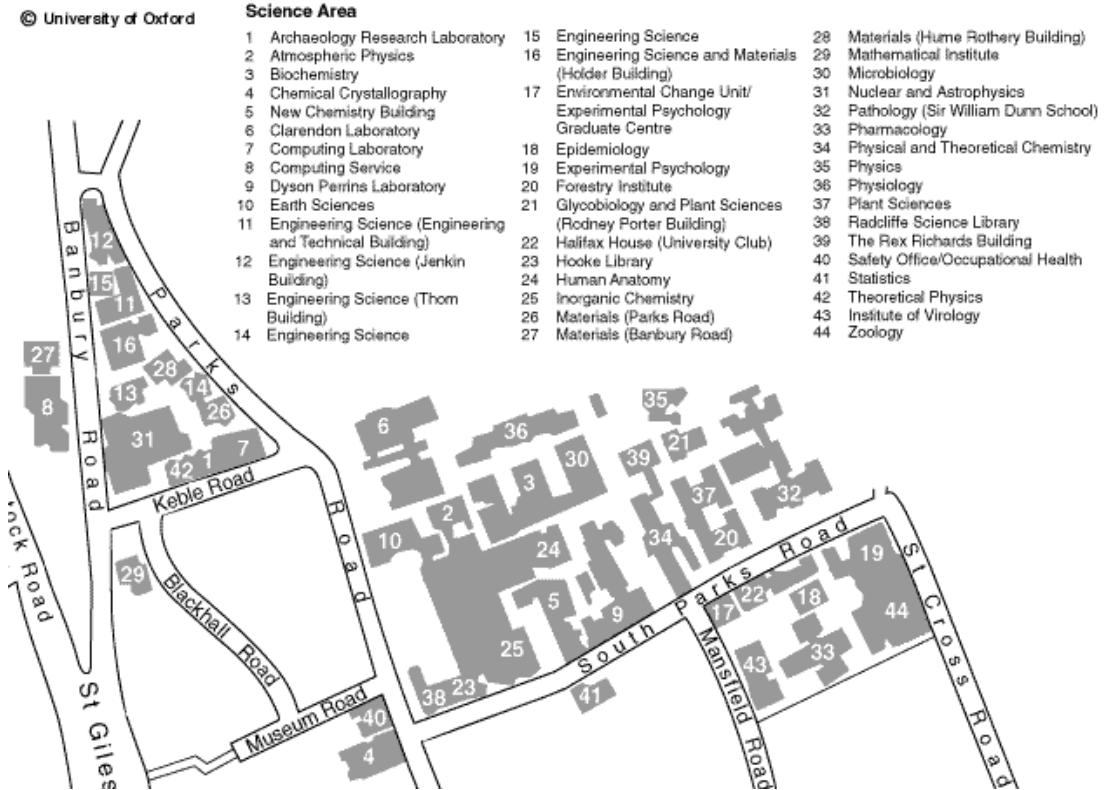 © University of Oxford
Science Area
1 Archaeology Research Laboratory
2 Atmospheric Physics
3 Biochemistry
4 Chemical Crystallography
5 New Chemistry Building
6 Clarendon Laboratory
7 Computing Laboratory
8 Computing Service
9 Dyson Perrins Laboratory
10 Earth Sciences
11 Engineering Science (Engineering
and Technical Building)
12 Engineering Science (Jenkin
Building)
13 Engineering Science (Thom
Building)
14 Engineering Science
15 Engineering Science
16 Engineering Science and Materials
(Holder Building)
17 Environmental Change Unit/
Experimental Psychology
Graduate Centre
18 Epidemiology
19 Experimental Psychology
20 Forestry Institute
21 Glycobiology and Plant Sciences
(Rodney Porter Building)
22 Halifax House (University Club)
23 Hooke Library
24 Human Anatomy
25 Inorganic Chemistry
26 Materials (Parks Road)
27 Materials (Banbury Road)
28 Materials (Hume Rothery Building)
29 Mathematical Institute
30 Microbiology
31 Nuclear and Astrophysics
32 Pathology (Sir William Dunn School)
33 Pharmacology
34 Physical and Theoretical Chemistry
35 Physics
36 Physiology
37 Plant Sciences
38 Radcliffe Science Library
39 The Rex Richards Building
40 Safety Office/Occupational Health
41 Statistics
42 Theoretical Physics
43 Institute of Virology
44 Zoology
Banbury Road
Parks Road
12
15
11
16
27
28
13
14
8
26
31
7
42
1
Keble Road
6
36
35
21
30
39
3
37
32
2
10
24
34
20
South Parks Road
19
St Cross Road
ock Road
29
Blackhall Road
5
9
22
18
17
44
25
33
43
Mansfield Road
38
23
41
St Giles
Museum Road
40
4